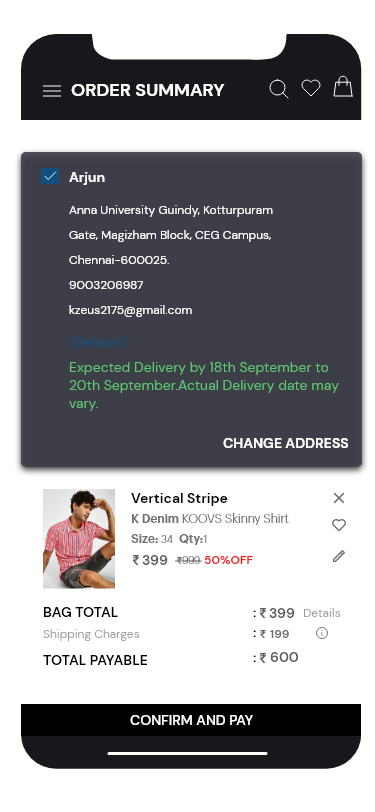 ORDER SUMMARY
Arjun
Anna University Guindy, Kotturpuram
Gate, Magizham Block, CEG Campus,
Chennai-600025.
9003206987
kzeus2175@gmail.com
Expected Delivery by 18th September to
20th September.Actual Delivery date may
vary.
CHANGE ADDRESS
Vertical Stripe
K Denim KOOVS Skinny Shirt
Size: 34 Qty:1
₹ 399 ₹999 50%OFF
BAG TOTAL : ₹ 399 Details
Shipping Charges : ₹ 199
TOTAL PAYABLE : ₹ 600
CONFIRM AND PAY